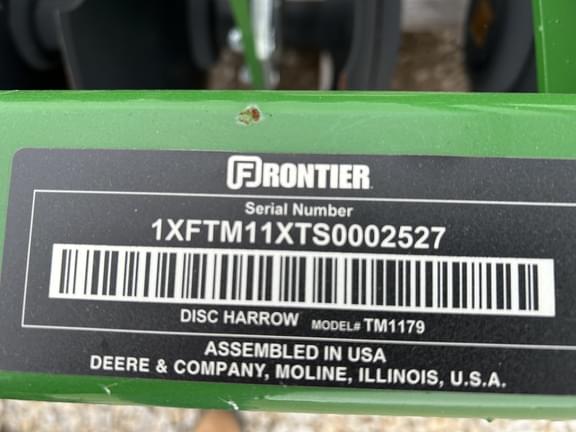 FRONTIER
Serial Number
1XFTM11XTS0002527
DISC HARROW MODEL# TM1179
ASSEMBLED IN USA
DEERE & COMPANY, MOLINE, ILLINOIS, U.S.A.